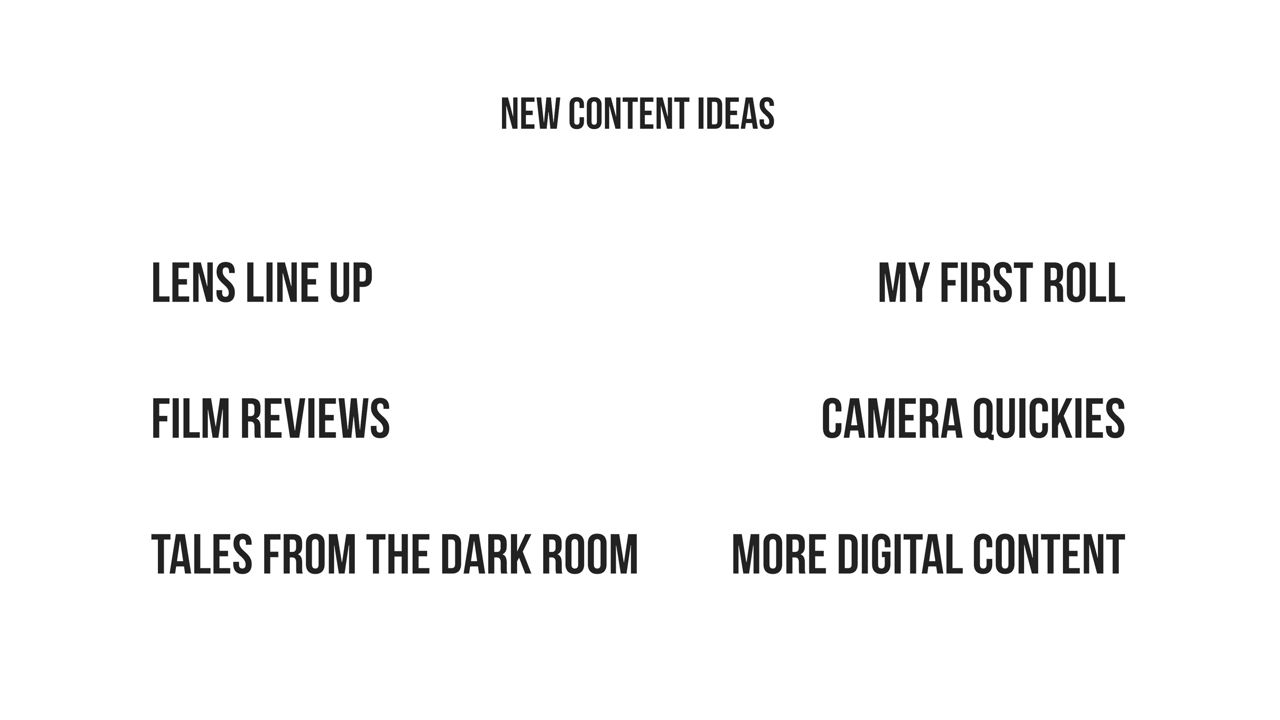 NEW CONTENT IDEAS
LENS LINE UP
MY FIRST ROLL
FILM REVIEWS
CAMERA QUICKIES
TALES FROM THE DARK ROOM
MORE DIGITAL CONTENT